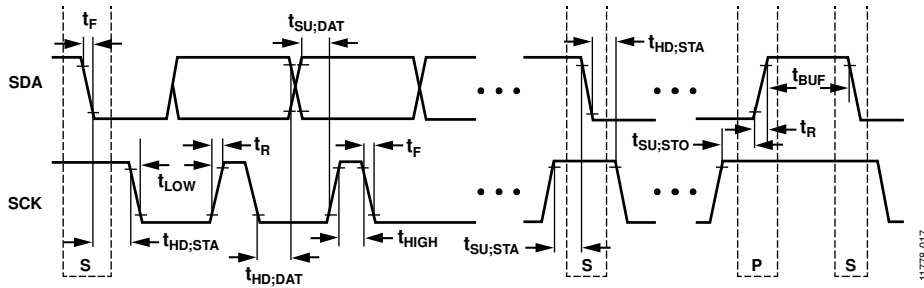 tF
tSU;DAT
tHD;STA
SDA
tBUF
tR
tF
tR
tSU;STO
tLOW
SCK
tHD;STA
tHIGH
tSU;STA
tHD;DAT
S
S
P
S
11778-017